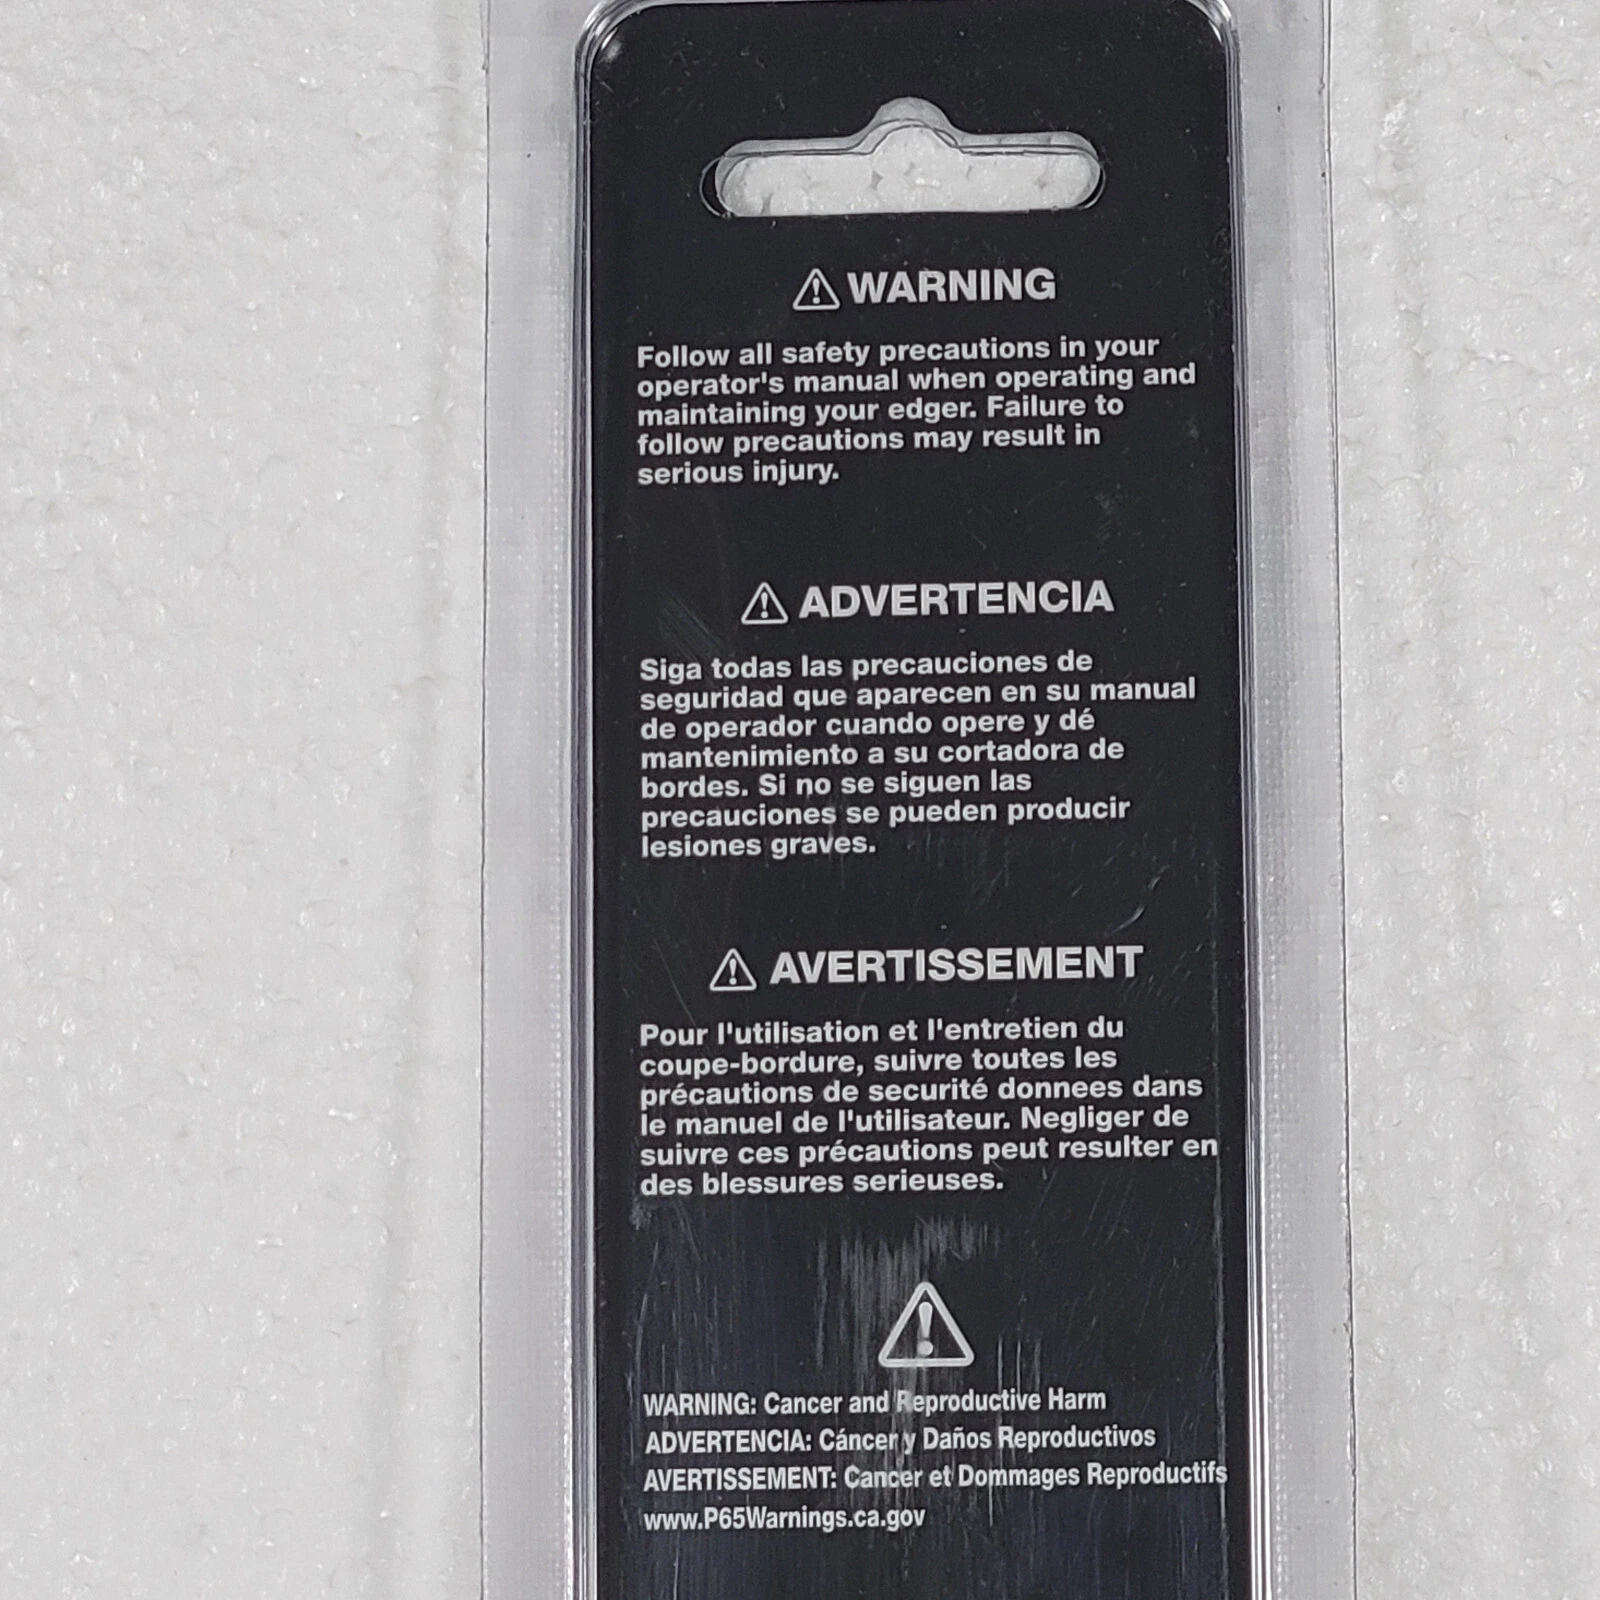 WARNING
Follow all safety precautions in your
operator's manual when operating and
maintaining your edger. Failure to
follow precautions may result in
serious injury.
ADVERTENCIA
Siga todas las precauciones de
seguridad que aparecen en su manual
de operador cuando opere y dé
mantenimiento a su cortadora de
bordes. Si no se siguen las
precauciones se pueden producir
lesiones graves.
AVERTISSEMENT
Pour l'utilisation et l'entretien du
coupe-bordure, suivre toutes les
précautions de securité donnees dans
le manuel de l'utilisateur. Negliger de
suivre ces précautions peut resulter en
des blessures serieuses.
WARNING: Cancer and Reproductive Harm
ADVERTENCIA: Cáncer y Daños Reproductivos
AVERTISSEMENT: Cancer et Dommages Reproductifs
www.P65Warnings.ca.gov